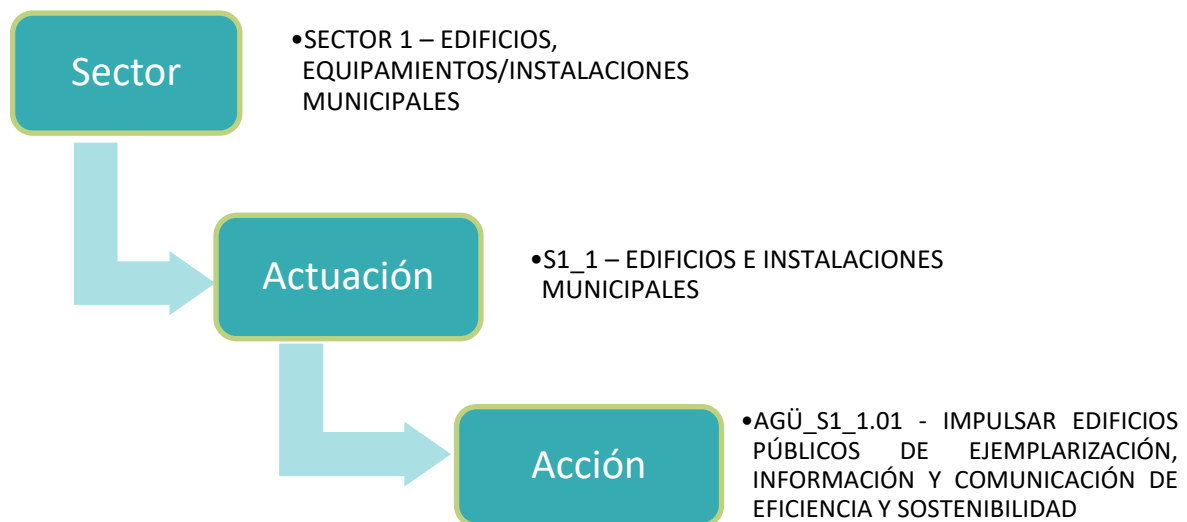 Sector
•SECTOR 1 – EDIFICIOS,
EQUIPAMIENTOS/INSTALACIONES
MUNICIPALES
Actuación
•S1_1 – EDIFICIOS E INSTALACIONES
MUNICIPALES
Acción
•AGÜ_S1_1.01 - IMPULSAR EDIFICIOS
PÚBLICOS DE EJEMPLARIZACIÓN,
INFORMACIÓN Y COMUNICACIÓN DE
EFICIENCIA Y SOSTENIBILIDAD